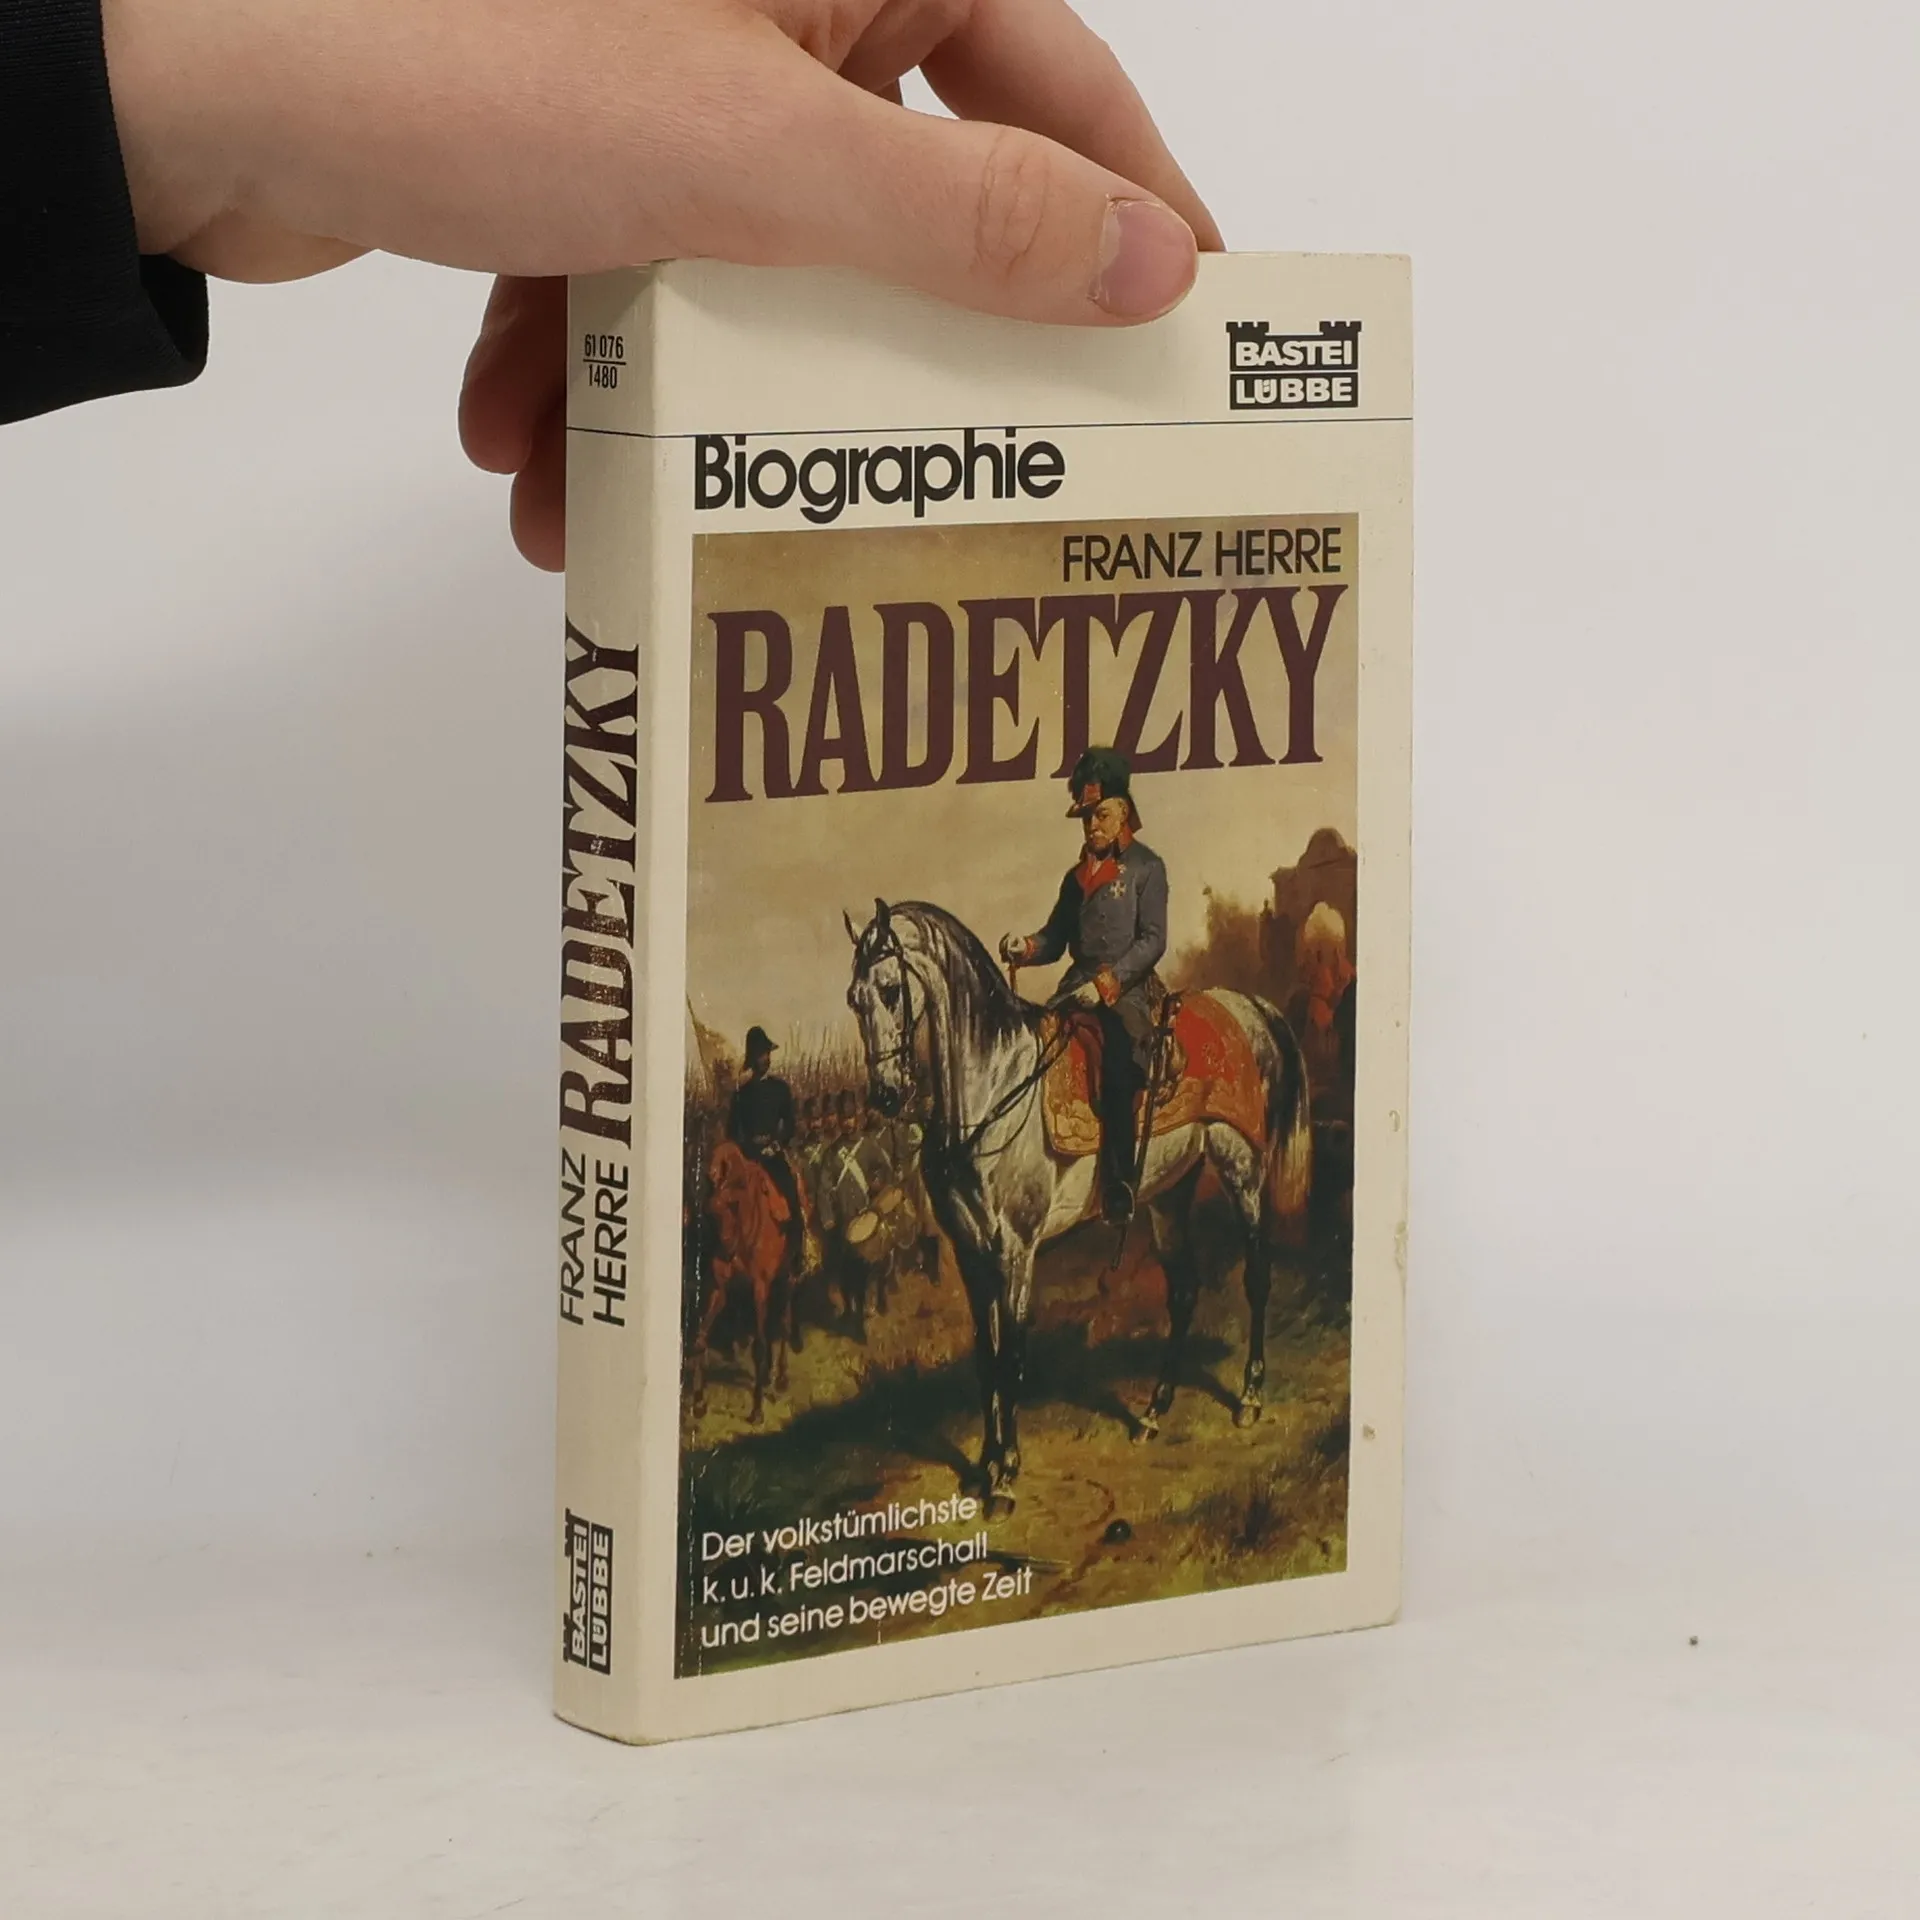 61 076
1480
RADETZKY
FRANZ
HERRE
BASTEI
LÜBBE
BASTEI
LÜBBE
Biographie
FRANZ HERRE
RADETZKY
Der volkstümlichste
k. u. k. Feldmarschall
und seine bewegte Zeit